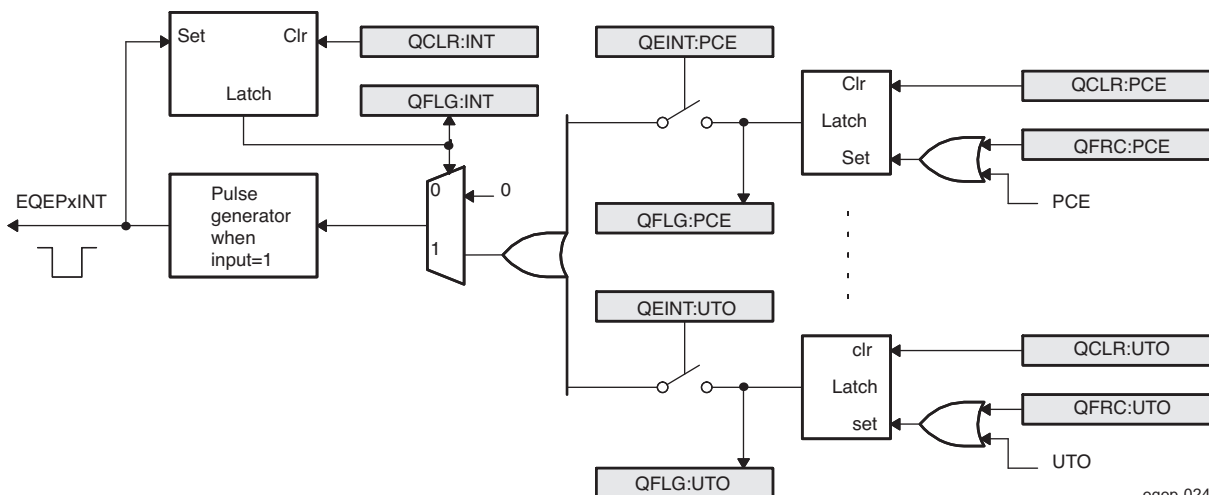 Set
Clr
Latch
QCLR:INT
QFLG:INT
EQEPxINT
Pulse
generator
when
input=1
0
0
1
QEINT:PCE
QFLG:PCE
Clr
Latch
Set
QCLR:PCE
QFRC:PCE
PCE
QEINT:UTO
QFLG:UTO
clr
Latch
set
QCLR:UTO
QFRC:UTO
UTO